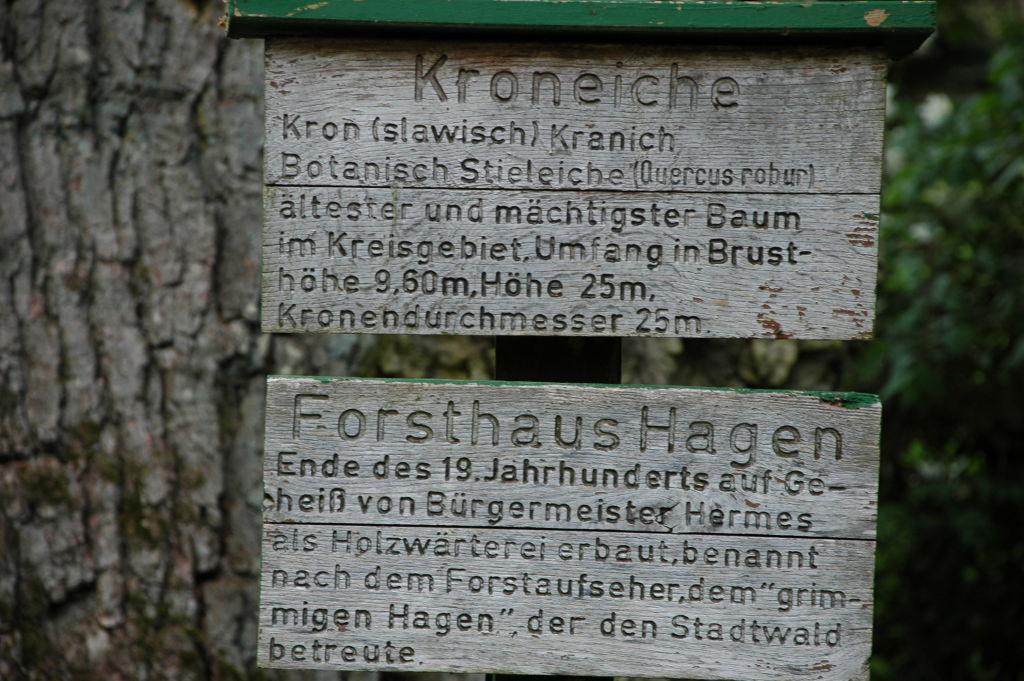 Kroneiche
Kron (slawisch) Kranich
Botanisch Stieleiche (Quercus robur)
ältester und mächtigster Baum
im Kreisgebiet, Umfang in Brust-
höhe 9,60m, Höhe 25m,
Kronendurchmesser 25m.
Forsthaus Hagen
Ende des 19. Jahrhunderts auf Ge-
heiß von Bürgermeister Hermes
als Holzwärterei erbaut, benannt
nach dem Forstaufseher, dem "grim-
migen Hagen", der den Stadtwald
betreute.